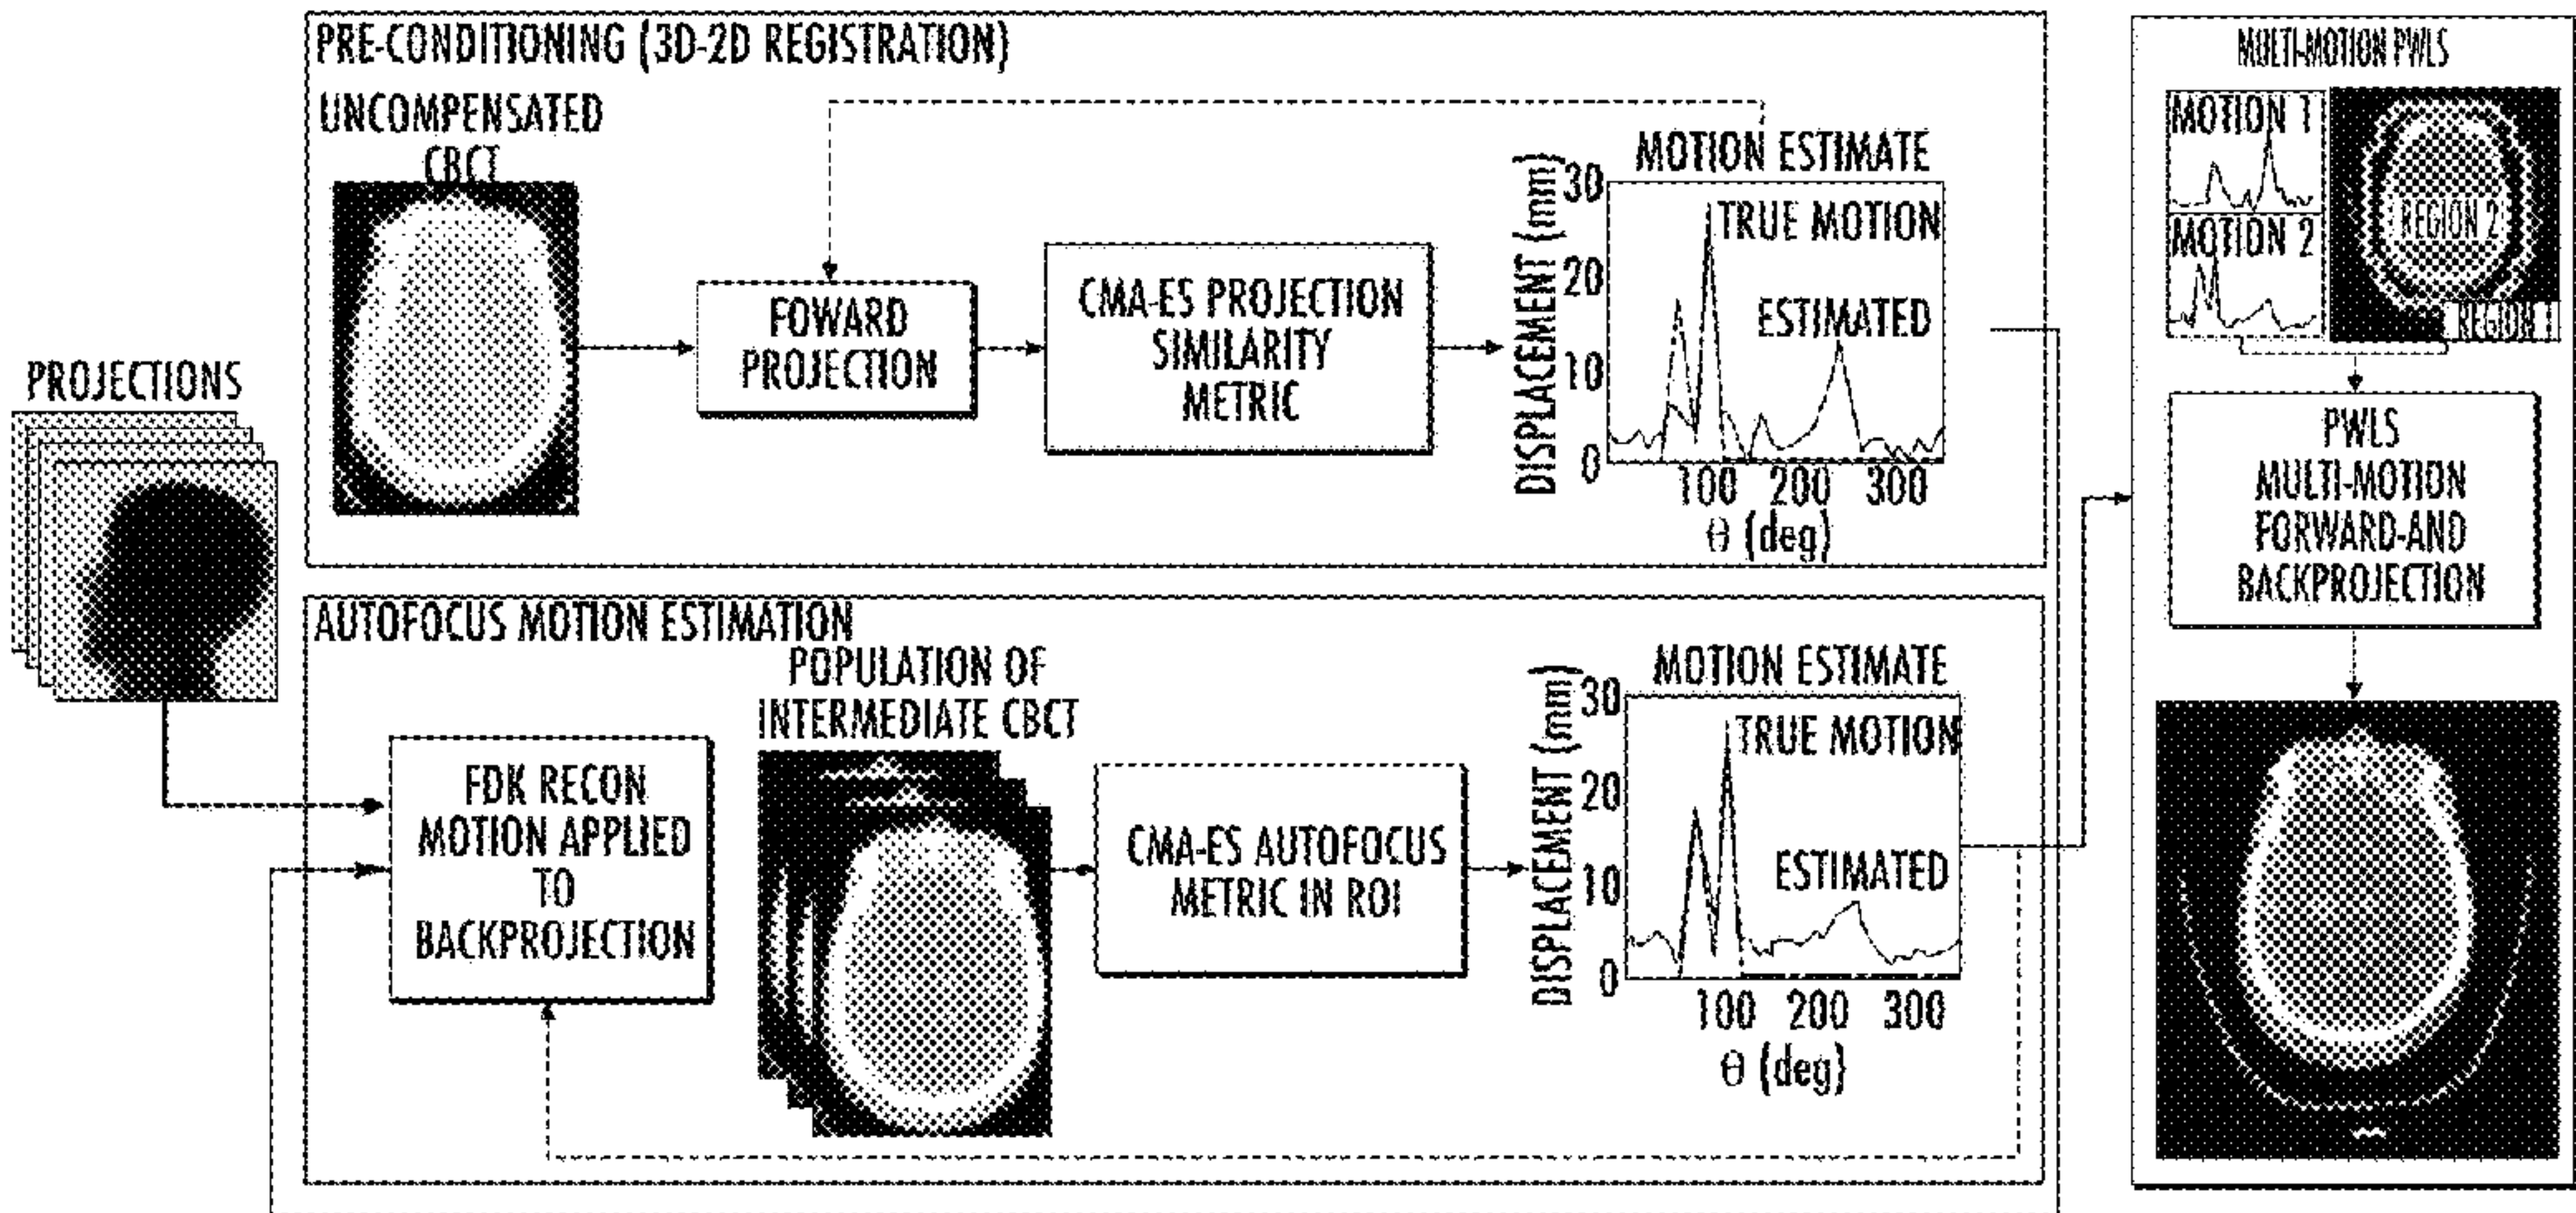 PRE-CONDITIONING (3D-2D REGISTRATION)
UNCOMPENSATED
CBCT
FOWARD
PROJECTION
CMA-ES PROJECTION
SIMILARITY
METRIC
MOTION ESTIMATE
TRUE MOTION
ESTIMATED
DISPLACEMENT (mm)
30
20
10
0
100 200 300
θ (deg)
PROJECTIONS
AUTOFOCUS MOTION ESTIMATION
FDK RECON
MOTION APPLIED
TO
BACKPROJECTION
POPULATION OF
INTERMEDIATE CBCT
CMA-ES AUTOFOCUS
METRIC IN ROI
MOTION ESTIMATE
TRUE MOTION
ESTIMATED
DISPLACEMENT (mm)
30
20
10
0
100 200 300
θ (deg)
MULTI-MOTION PWLS
MOTION 1
MOTION 2
REGION 2
REGION 1
PWLS
MULTI-MOTION
FORWARD-AND
BACKPROJECTION